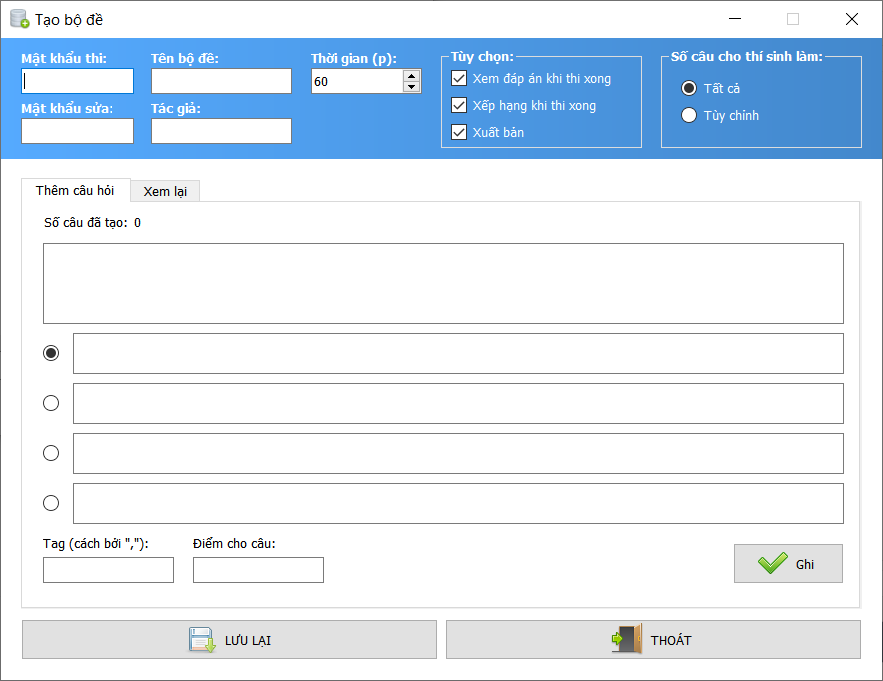 Tạo bộ đề
Mật khẩu thi:
Tên bộ đề:
Thời gian (p):
60
Mật khẩu sửa:
Tác giả:
Tùy chọn:
Xem đáp án khi thi xong
Xếp hạng khi thi xong
Xuất bản
Số câu cho thí sinh làm:
Tất cả
Tùy chỉnh
Thêm câu hỏi
Xem lại
Số câu đã tạo: 0
Tag (cách bởi ","):
Điểm cho câu:
Ghi
LƯU LẠI
THOÁT